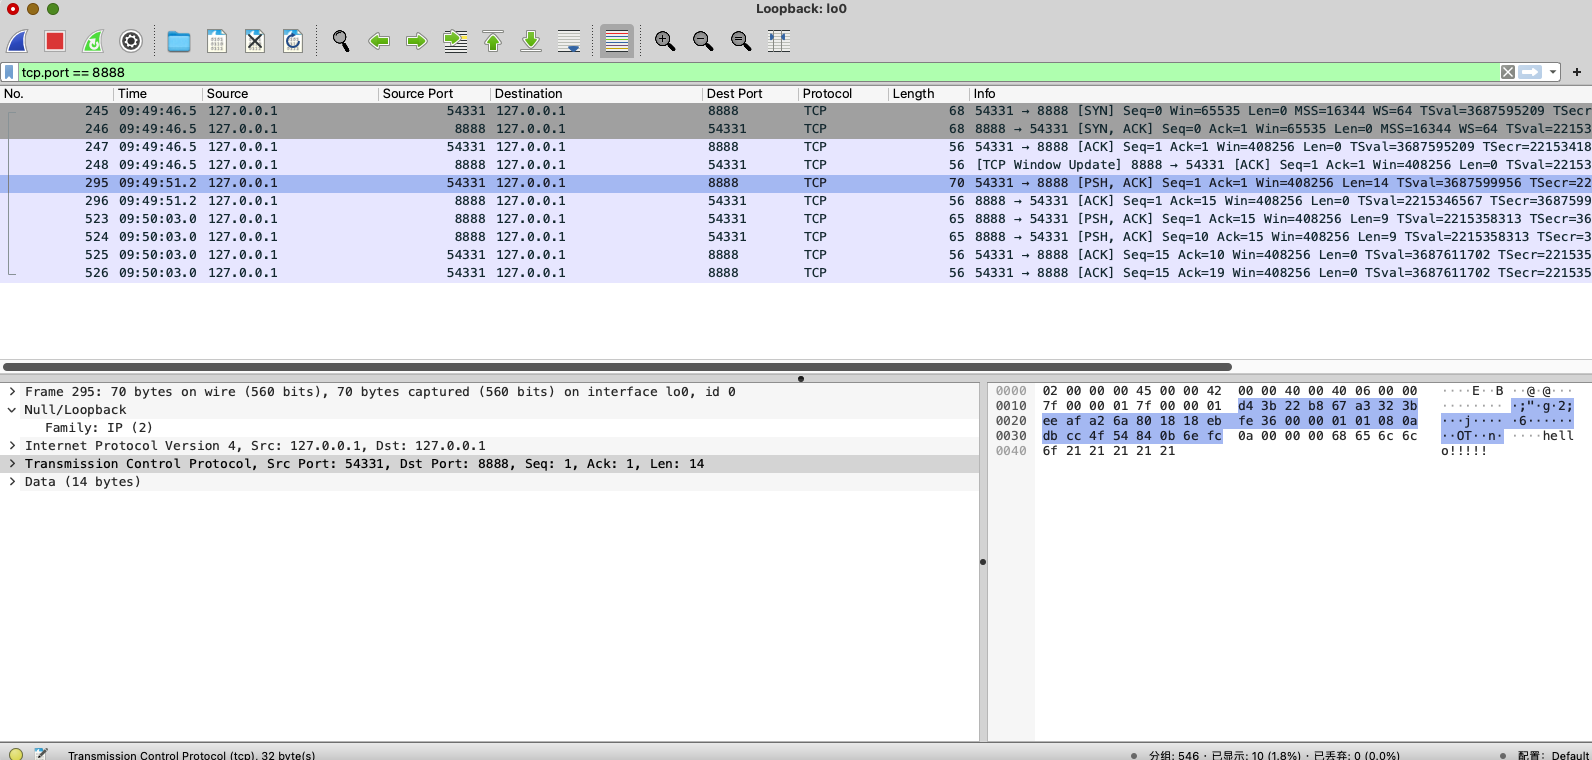 Loopback: lo0
tcp.port == 8888
No. Time Source Source Port Destination Dest Port Protocol Length Info
245 09:49:46.5 127.0.0.1 54331 127.0.0.1 8888 TCP 68 54331 → 8888 [SYN] Seq=0 Win=65535 Len=0 MSS=16344 WS=64 TSval=3687595209 TSecr
246 09:49:46.5 127.0.0.1 8888 127.0.0.1 54331 TCP 68 8888 → 54331 [SYN, ACK] Seq=0 Ack=1 Win=65535 Len=0 MSS=16344 WS=64 TSval=22153
247 09:49:46.5 127.0.0.1 54331 127.0.0.1 8888 TCP 56 54331 → 8888 [ACK] Seq=1 Ack=1 Win=408256 Len=0 TSval=3687595209 TSecr=22153418
248 09:49:46.5 127.0.0.1 8888 127.0.0.1 54331 TCP 56 [TCP Window Update] 8888 → 54331 [ACK] Seq=1 Ack=1 Win=408256 Len=0 TSval=22153
295 09:49:51.2 127.0.0.1 54331 127.0.0.1 8888 TCP 70 54331 → 8888 [PSH, ACK] Seq=1 Ack=1 Win=408256 Len=14 TSval=3687599956 TSecr=22
296 09:49:51.2 127.0.0.1 8888 127.0.0.1 54331 TCP 56 8888 → 54331 [ACK] Seq=1 Ack=15 Win=408256 Len=0 TSval=2215346567 TSecr=3687599
523 09:50:03.0 127.0.0.1 8888 127.0.0.1 54331 TCP 65 8888 → 54331 [PSH, ACK] Seq=1 Ack=15 Win=408256 Len=9 TSval=2215358313 TSecr=36
524 09:50:03.0 127.0.0.1 8888 127.0.0.1 54331 TCP 65 8888 → 54331 [PSH, ACK] Seq=10 Ack=15 Win=408256 Len=9 TSval=2215358313 TSecr=3
525 09:50:03.0 127.0.0.1 54331 127.0.0.1 8888 TCP 56 54331 → 8888 [ACK] Seq=15 Ack=10 Win=408256 Len=0 TSval=3687611702 TSecr=221535
526 09:50:03.0 127.0.0.1 54331 127.0.0.1 8888 TCP 56 54331 → 8888 [ACK] Seq=15 Ack=19 Win=408256 Len=0 TSval=3687611702 TSecr=221535
Frame 295: 70 bytes on wire (560 bits), 70 bytes captured (560 bits) on interface lo0, id 0
Null/Loopback
Family: IP (2)
Internet Protocol Version 4, Src: 127.0.0.1, Dst: 127.0.0.1
Transmission Control Protocol, Src Port: 54331, Dst Port: 8888, Seq: 1, Ack: 1, Len: 14
Data (14 bytes)
0000 02 00 00 00 45 00 00 42 00 00 40 00 40 06 00 00 ····E··B ··@·@···
0010 7f 00 00 01 7f 00 00 01 d4 3b 22 b8 67 a3 32 3b ········ ·;"·g·2;
0020 ee af a2 6a 80 18 18 eb fe 36 00 00 01 01 08 0a ···j···· ·6······
0030 db cc 4f 54 84 0b 6e fc 0a 00 00 00 68 65 6c 6c ··OT··n· ····hell
0040 6f 21 21 21 21 21 o!!!!!
Transmission Control Protocol (tcp), 32 byte(s)
分组: 546 · 已显示: 10 (1.8%) · 已丢弃: 0 (0.0%)
配置: Default